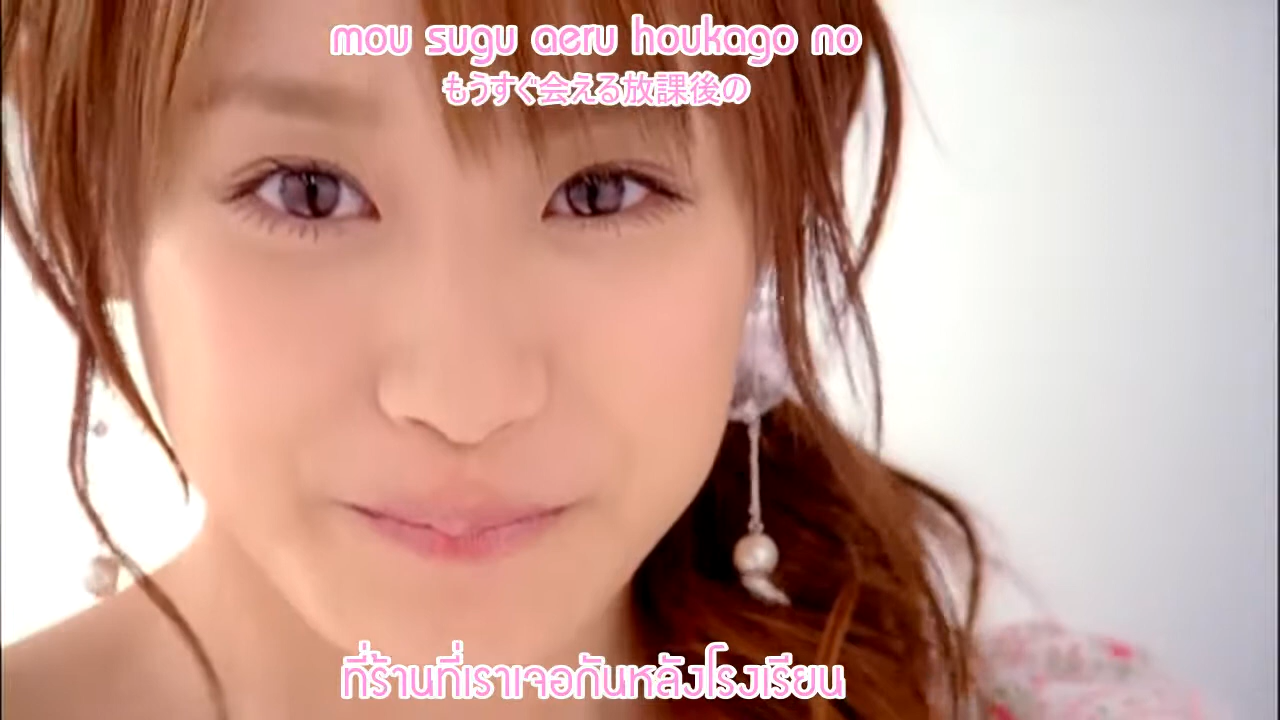 mou sugu aeru houkago no
もうすぐ会える放課後の
ที่ร้านที่เราเจอกันหลังโรงเรียน